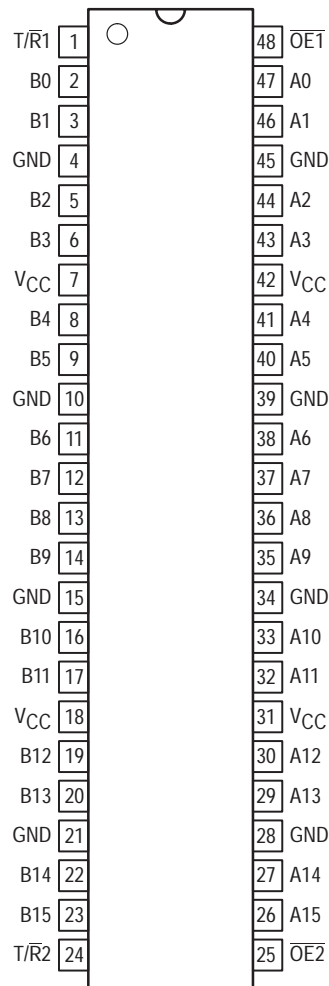 T/R̅1 1 48 O̅E̅1̅
B0 2 47 A0
B1 3 46 A1
GND 4 45 GND
B2 5 44 A2
B3 6 43 A3
VCC 7 42 VCC
B4 8 41 A4
B5 9 40 A5
GND 10 39 GND
B6 11 38 A6
B7 12 37 A7
B8 13 36 A8
B9 14 35 A9
GND 15 34 GND
B10 16 33 A10
B11 17 32 A11
VCC 18 31 VCC
B12 19 30 A12
B13 20 29 A13
GND 21 28 GND
B14 22 27 A14
B15 23 26 A15
T/R̅2 24 25 O̅E̅2̅